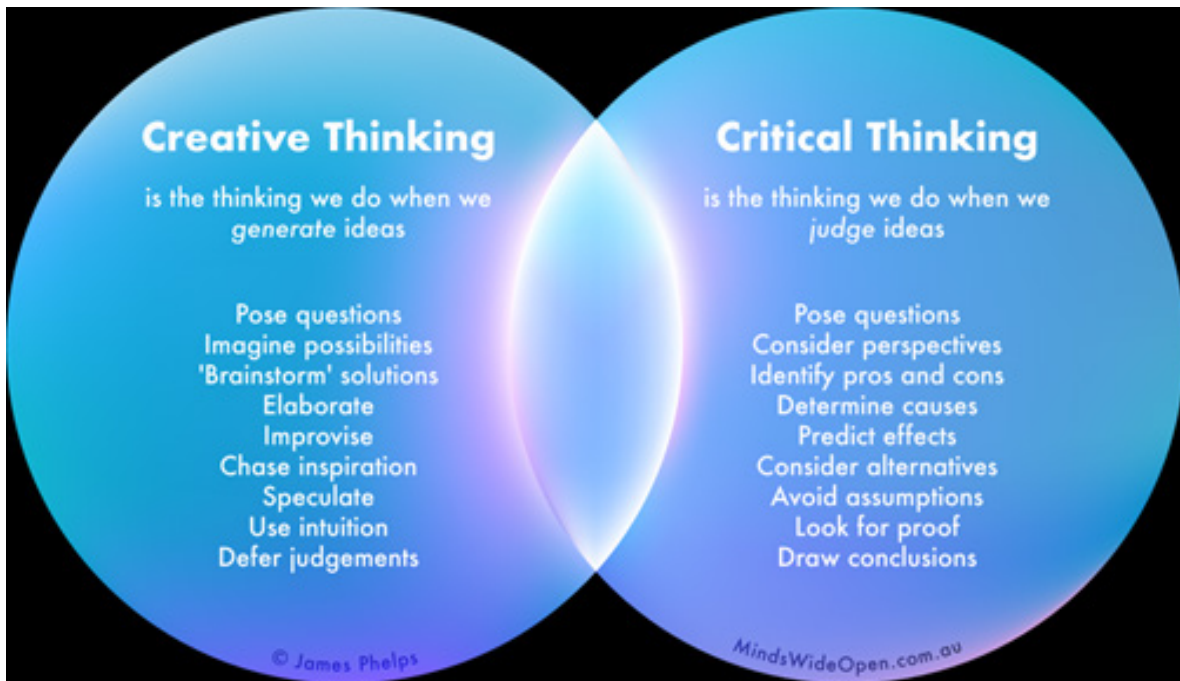 Creative Thinking
is the thinking we do when we
generate ideas
Pose questions
Imagine possibilities
'Brainstorm' solutions
Elaborate
Improvise
Chase inspiration
Speculate
Use intuition
Defer judgements
© James Phelps
Critical Thinking
is the thinking we do when we
judge ideas
Pose questions
Consider perspectives
Identify pros and cons
Determine causes
Predict effects
Consider alternatives
Avoid assumptions
Look for proof
Draw conclusions
MindsWideOpen.com.au